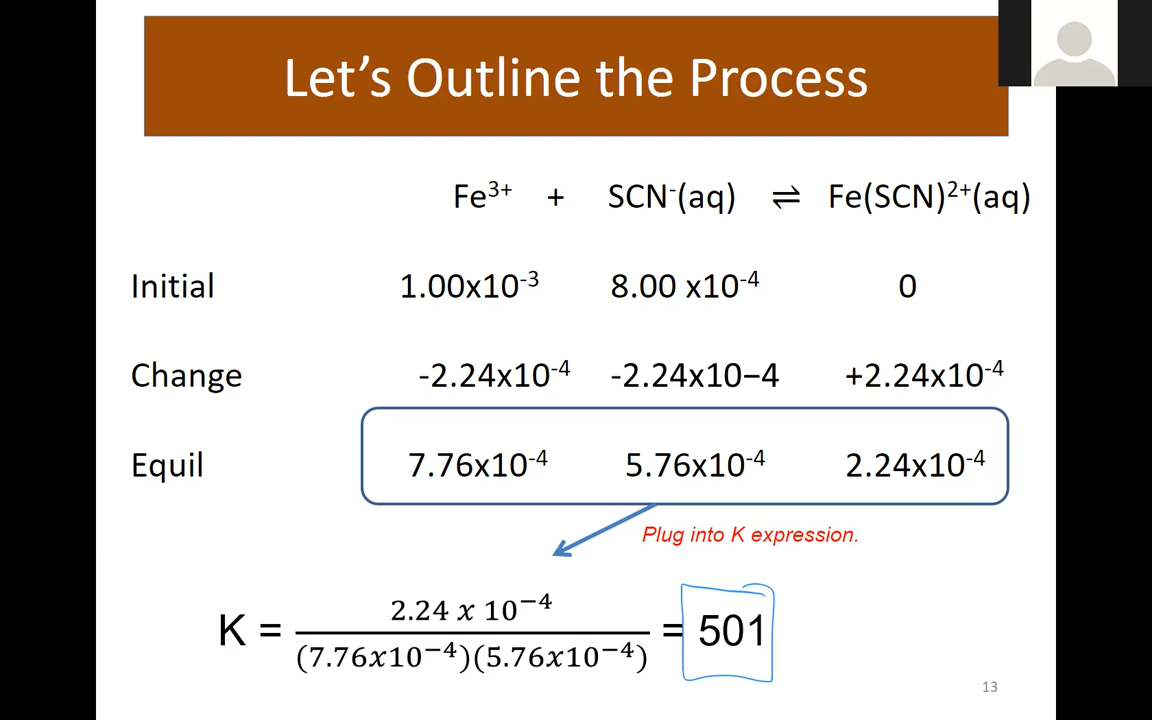 Let's Outline the Process
Fe³⁺ + SCN⁻(aq) ⇌ Fe(SCN)²⁺(aq)
Initial 1.00x10⁻³ 8.00 x10⁻⁴ 0
Change -2.24x10⁻⁴ -2.24x10−4 +2.24x10⁻⁴
Equil 7.76x10⁻⁴ 5.76x10⁻⁴ 2.24x10⁻⁴
Plug into K expression.
2.24 x 10⁻⁴
K = = 501
(7.76x10⁻⁴)(5.76x10⁻⁴)
13